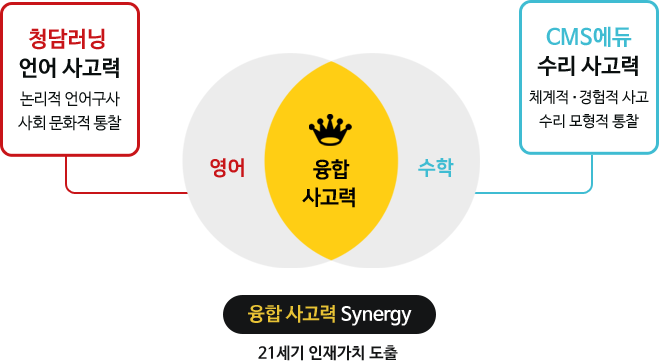 청담러닝
언어 사고력
논리적 언어구사
사회 문화적 통찰
CMS에듀
수리 사고력
체계적·경험적 사고
수리 모형적 통찰
영어
융합
사고력
수학
융합 사고력 Synergy
21세기 인재가치 도출